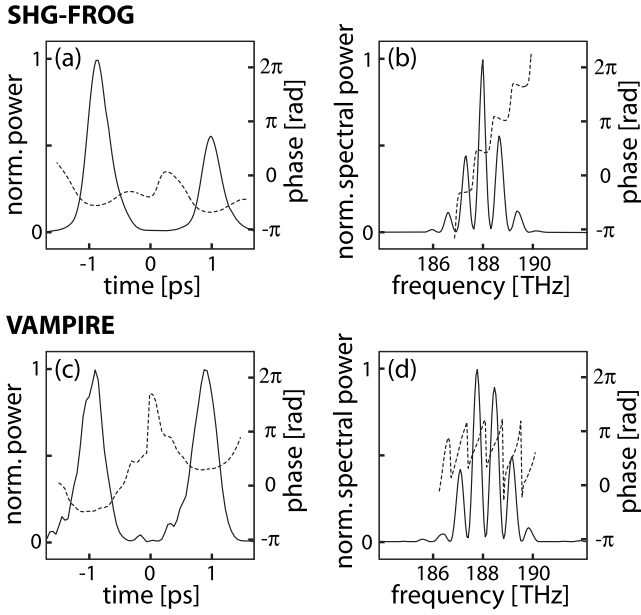 SHG-FROG
(a)
norm. power
1
0
2π
π
0
-π
phase [rad]
-1 0 1
time [ps]
(b)
norm. spectral power
1
0
2π
π
0
-π
phase [rad]
186 188 190
frequency [THz]
VAMPIRE
(c)
norm. power
1
0
2π
π
0
-π
phase [rad]
-1 0 1
time [ps]
(d)
norm. spectral power
1
0
2π
π
0
-π
phase [rad]
186 188 190
frequency [THz]